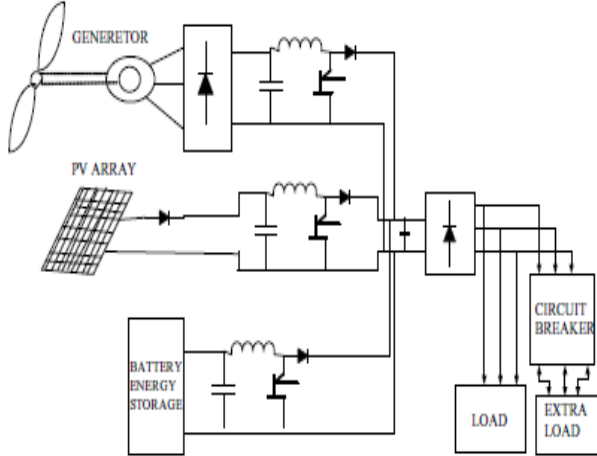 GENERETOR
PV ARRAY
BATTERY
ENERGY
STORAGE
CIRCUIT
BREAKER
LOAD
EXTRA
LOAD